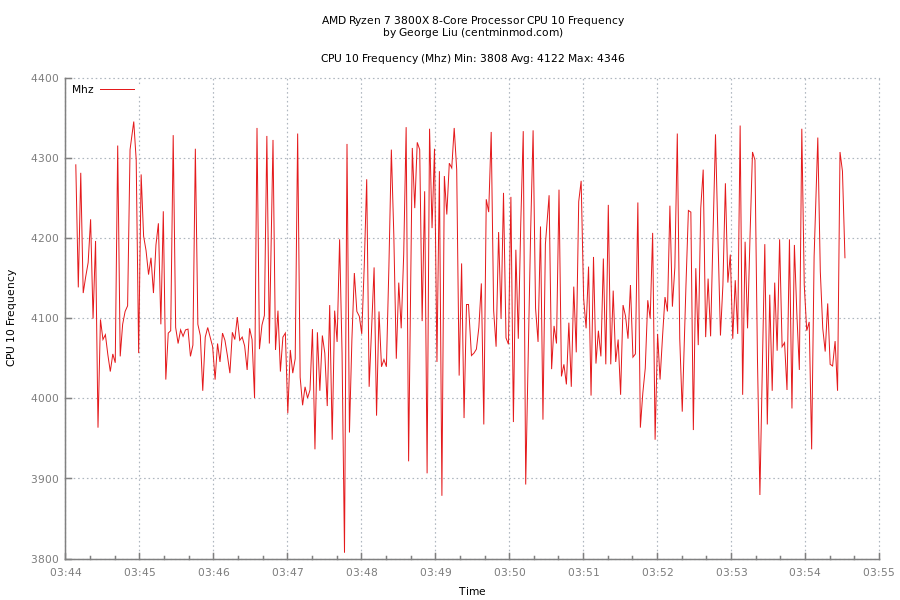 AMD Ryzen 7 3800X 8-Core Processor CPU 10 Frequency
by George Liu (centminmod.com)
CPU 10 Frequency (Mhz) Min: 3808 Avg: 4122 Max: 4346
Mhz
4400
4300
4200
4100
4000
3900
3800
CPU 10 Frequency
03:44 03:45 03:46 03:47 03:48 03:49 03:50 03:51 03:52 03:53 03:54 03:55
Time